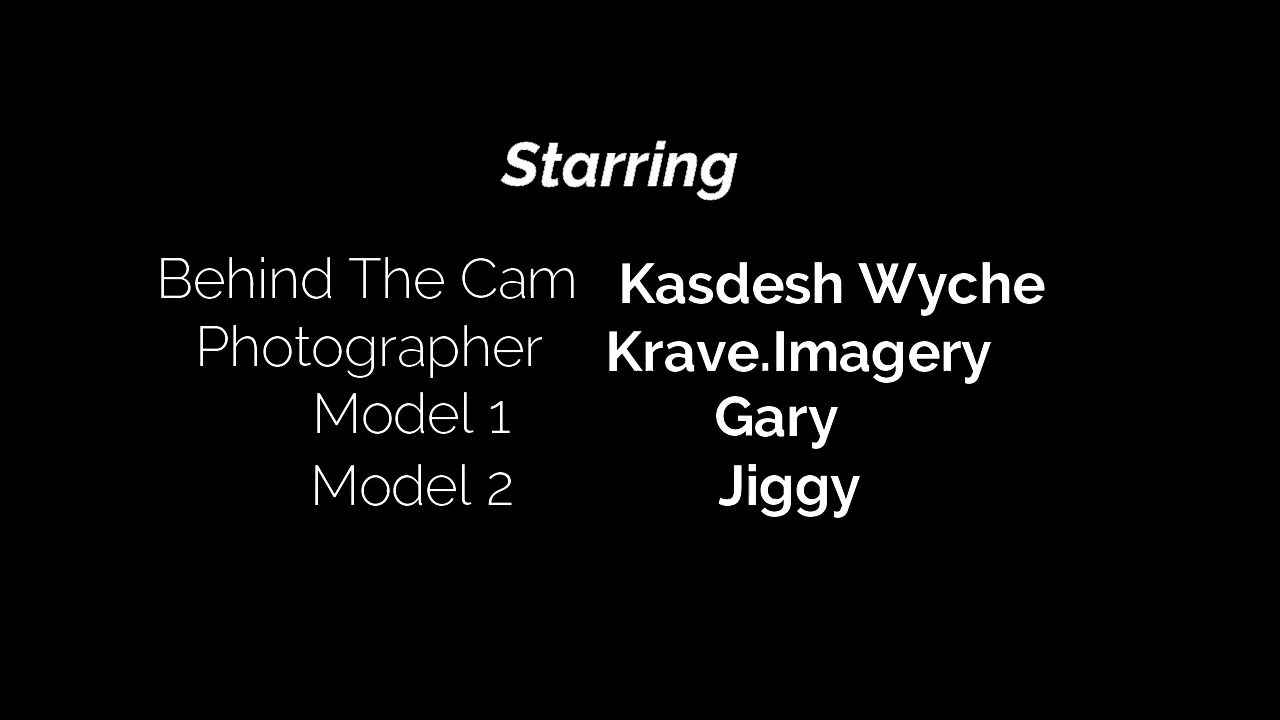 Starring
Behind The Cam Kasdesh Wyche
Photographer Krave.Imagery
Model 1 Gary
Model 2 Jiggy